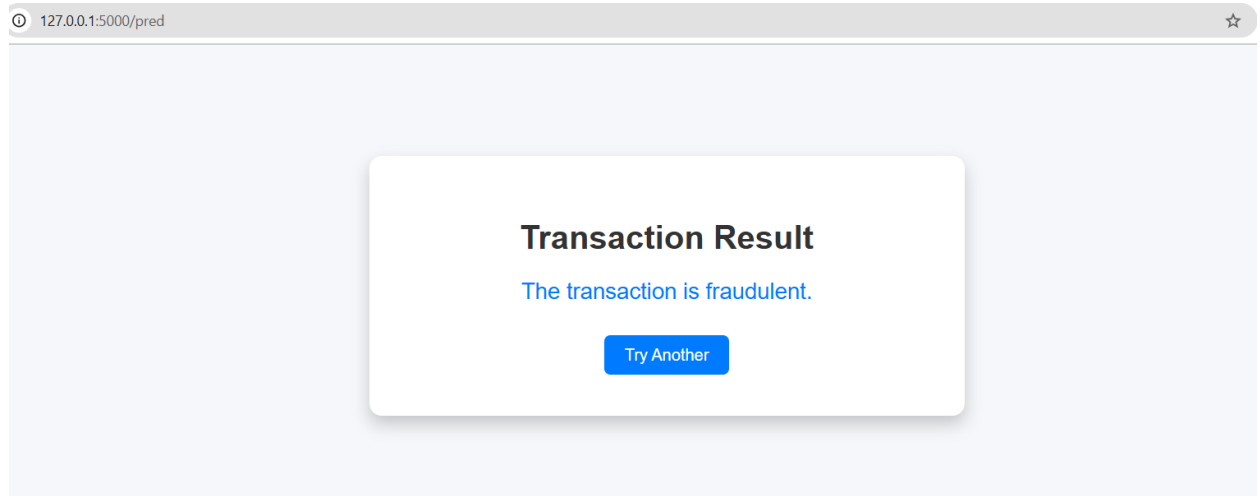 127.0.0.1:5000/pred
Transaction Result
The transaction is fraudulent.
Try Another